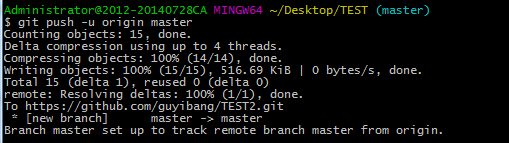 Administrator@2012-20140728CA MINGW64 ~/Desktop/TEST (master)
$ git push -u origin master
Counting objects: 15, done.
Delta compression using up to 4 threads.
Compressing objects: 100% (14/14), done.
Writing objects: 100% (15/15), 516.69 KiB | 0 bytes/s, done.
Total 15 (delta 1), reused 0 (delta 0)
remote: Resolving deltas: 100% (1/1), done.
To https://github.com/guyibang/TEST2.git
 * [new branch]      master -> master
Branch master set up to track remote branch master from origin.